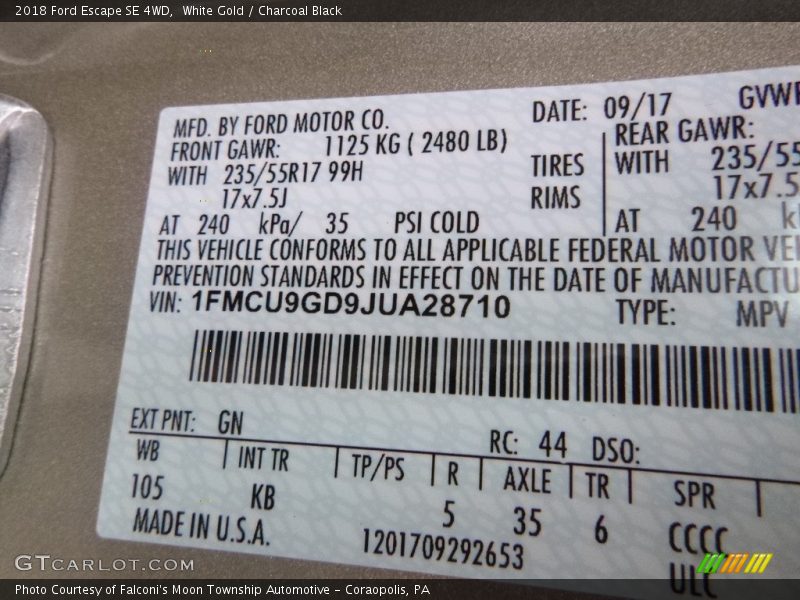 2018 Ford Escape SE 4WD, White Gold / Charcoal Black
MFD. BY FORD MOTOR CO.
DATE: 09/17
FRONT GAWR: 1125 KG ( 2480 LB)
REAR GAWR:
WITH 235/55R17 99H
TIRES
WITH 235/55
17x7.5J
RIMS
17x7.5
AT 240 kPa/ 35 PSI COLD
AT 240
THIS VEHICLE CONFORMS TO ALL APPLICABLE FEDERAL MOTOR
PREVENTION STANDARDS IN EFFECT ON THE DATE OF
VIN: 1FMCU9GD9JUA28710
TYPE: MPV
EXT PNT: GN
RC: 44 DSO:
WB INT TR TP/PS R AXLE TR SPR
105 KB 5 35 6 CCCC
MADE IN U.S.A.
1201709292653
GTCARLOT.COM
Photo Courtesy of Falconi's Moon Township Automotive - Coraopolis, PA